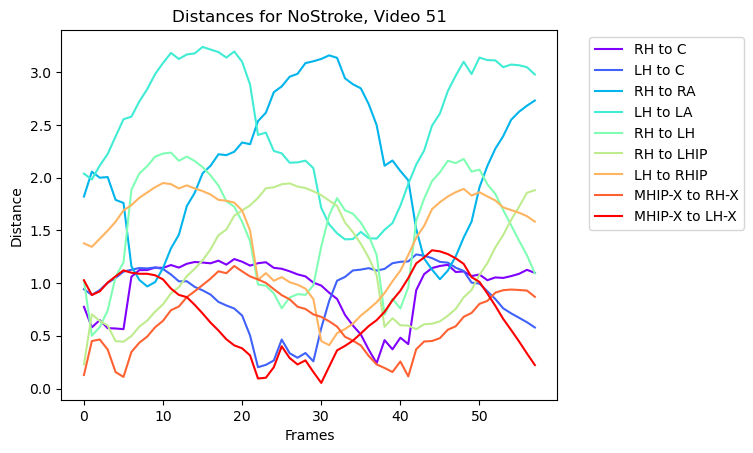 Distances for NoStroke, Video 51
3.0
2.5
2.0
1.5
1.0
0.5
0.0
Distance
0 10 20 30 40 50
Frames
RH to C
LH to C
RH to RA
LH to LA
RH to LH
RH to LHIP
LH to RHIP
MHIP-X to RH-X
MHIP-X to LH-X